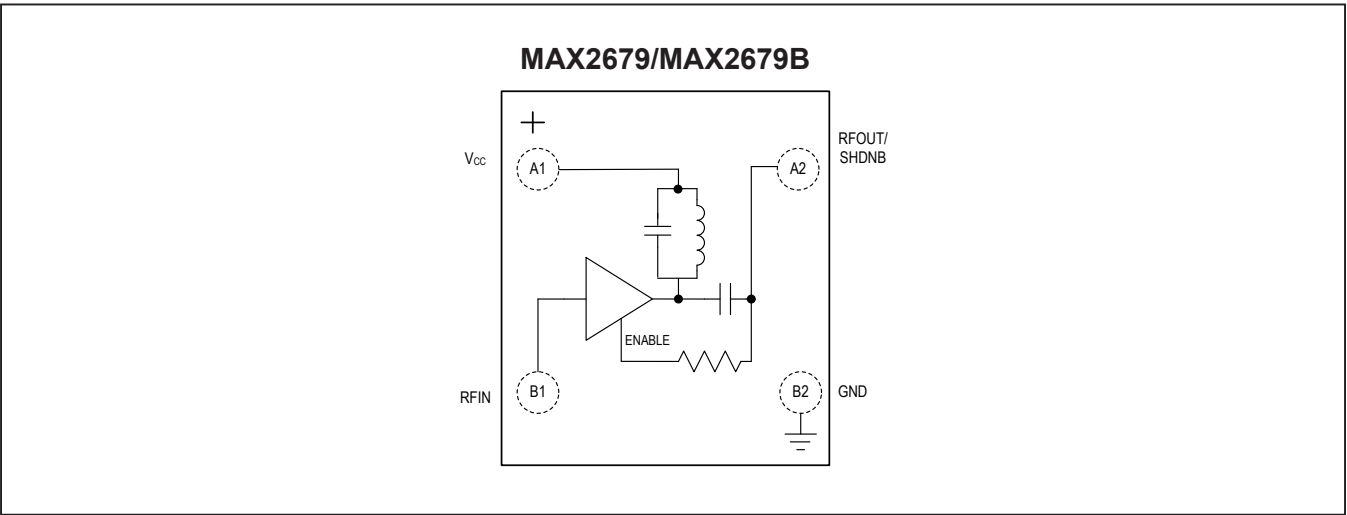 MAX2679/MAX2679B
+
VCC
A1
A2
RFOUT/
SHDNB
ENABLE
RFIN
B1
B2
GND